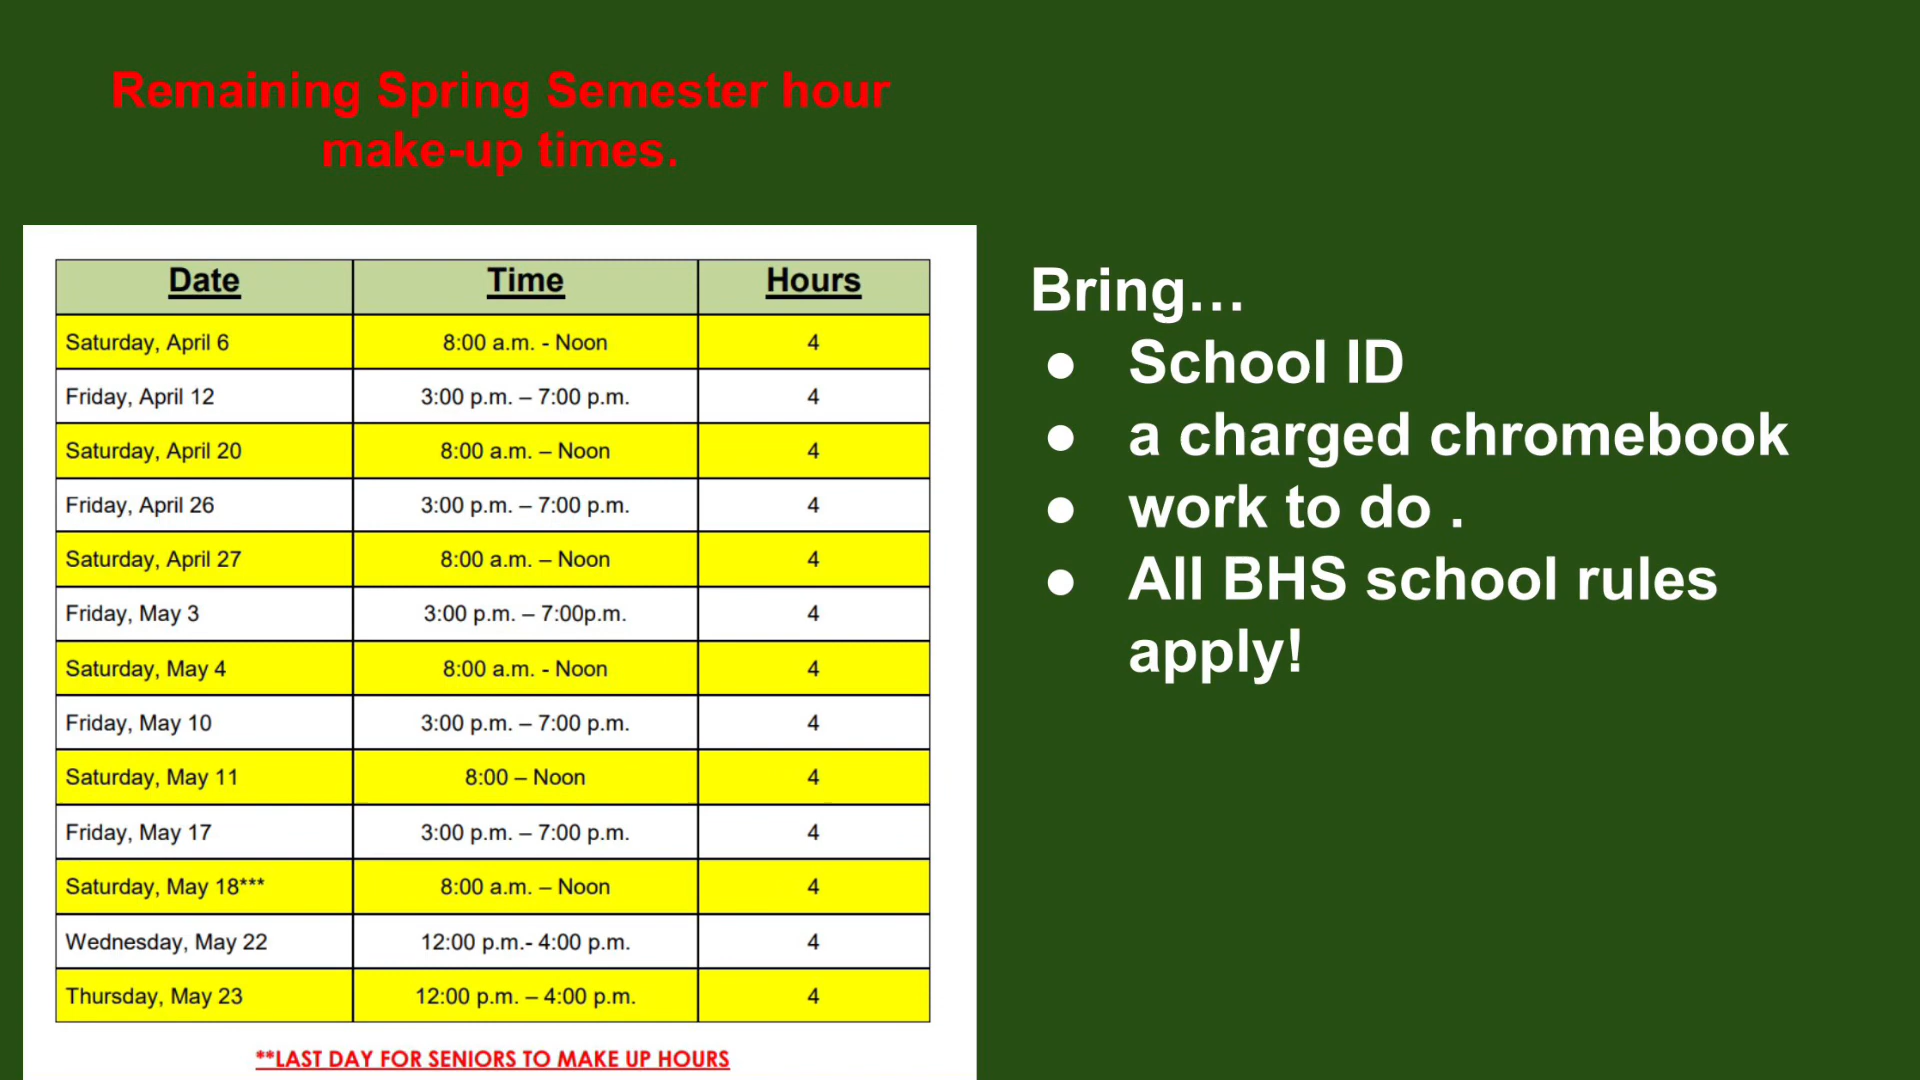 Remaining Spring Semester hour
make-up times.
Date Time Hours
Saturday, April 6 8:00 a.m. - Noon 4
Friday, April 12 3:00 p.m. – 7:00 p.m. 4
Saturday, April 20 8:00 a.m. – Noon 4
Friday, April 26 3:00 p.m. – 7:00 p.m. 4
Saturday, April 27 8:00 a.m. – Noon 4
Friday, May 3 3:00 p.m. – 7:00p.m. 4
Saturday, May 4 8:00 a.m. - Noon 4
Friday, May 10 3:00 p.m. – 7:00 p.m. 4
Saturday, May 11 8:00 – Noon 4
Friday, May 17 3:00 p.m. – 7:00 p.m. 4
Saturday, May 18*** 8:00 a.m. – Noon 4
Wednesday, May 22 12:00 p.m.- 4:00 p.m. 4
Thursday, May 23 12:00 p.m. – 4:00 p.m. 4
**LAST DAY FOR SENIORS TO MAKE UP HOURS
Bring…
● School ID
● a charged chromebook
● work to do .
● All BHS school rules
apply!